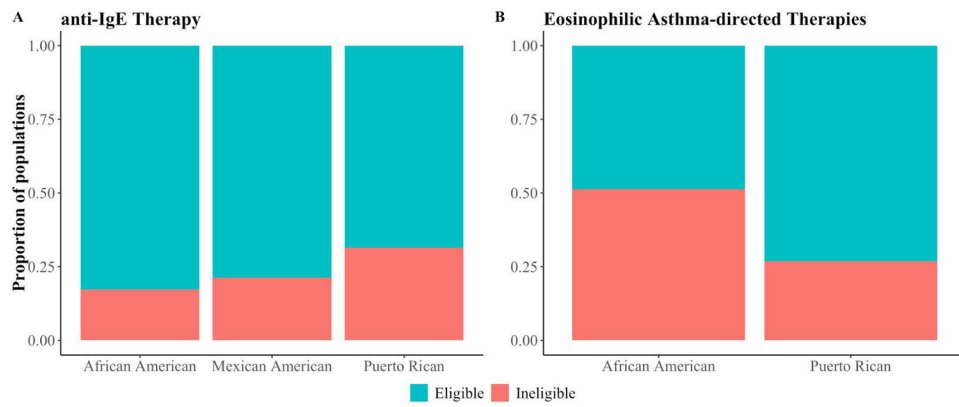 A anti-IgE Therapy
Proportion of populations
1.00
0.75
0.50
0.25
0.00
African American Mexican American Puerto Rican
B Eosinophilic Asthma-directed Therapies
1.00
0.75
0.50
0.25
0.00
African American Puerto Rican
Eligible Ineligible